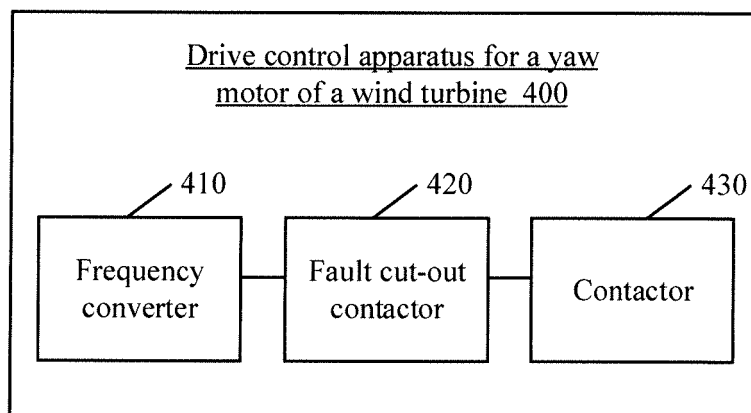 Drive control apparatus for a yaw
motor of a wind turbine 400
410
420
430
Frequency
converter
Fault cut-out
contactor
Contactor